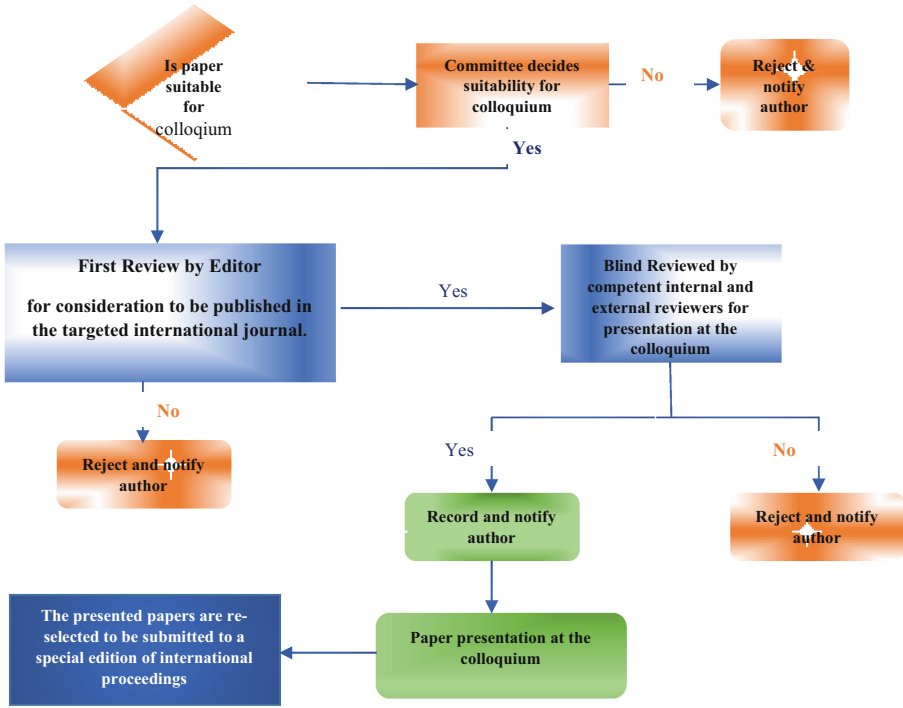 Is paper
suitable
for
colloqium
Committee decides
suitability for
colloquium
No
Reject &
notify
author
Yes
First Review by Editor
for consideration to be published in
the targeted international journal.
Yes
Blind Reviewed by
competent internal and
external reviewers for
presentation at the
colloquium
No
Reject and notify
author
Yes
No
Record and notify
author
Reject and notify
author
The presented papers are re-
selected to be submitted to a
special edition of international
proceedings
Paper presentation at the
colloquium